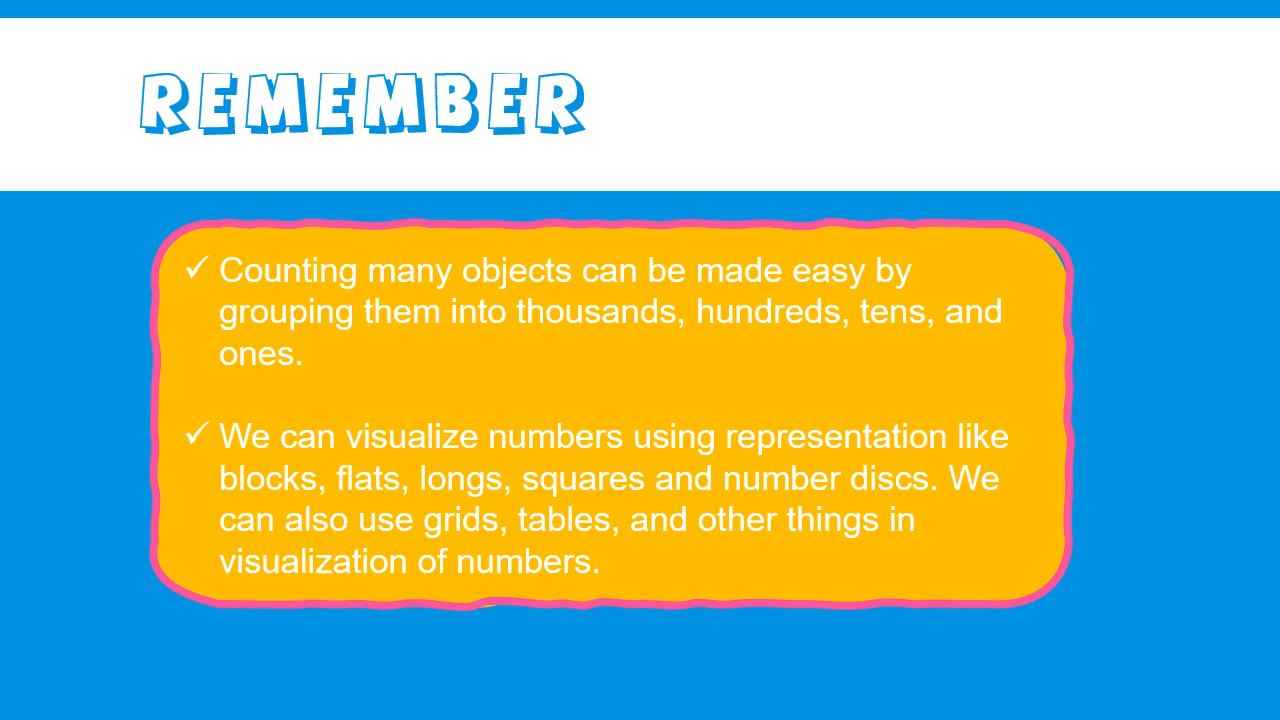 REMEMBER
✓ Counting many objects can be made easy by
grouping them into thousands, hundreds, tens, and
ones.
✓ We can visualize numbers using representation like
blocks, flats, longs, squares and number discs. We
can also use grids, tables, and other things in
visualization of numbers.